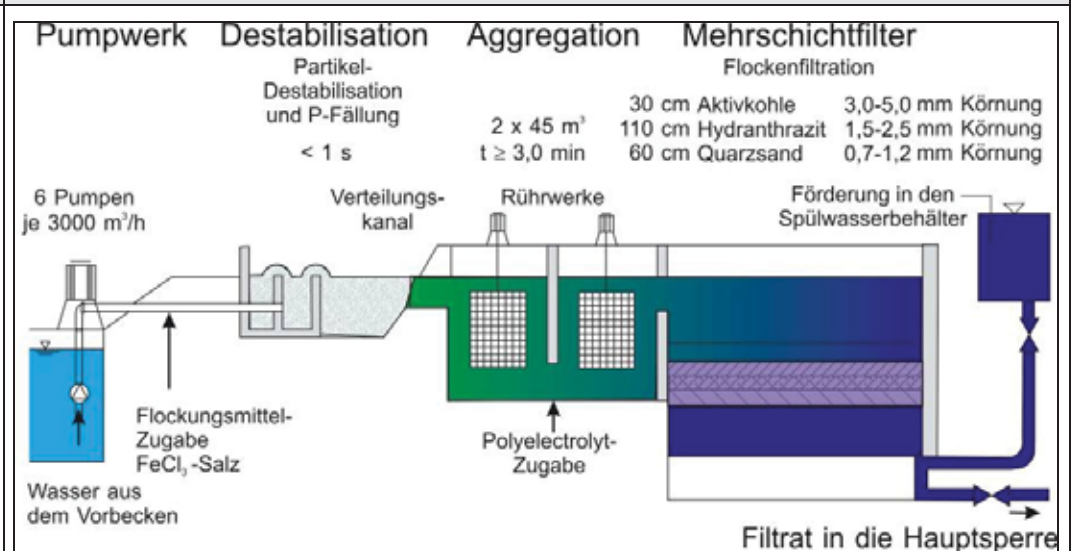 Pumpwerk Destabilisation Aggregation Mehrschichtfilter
Partikel-
Destabilisation
und P-Fällung
< 1 s
2 x 45 m³
t ≥ 3,0 min
Flockenfiltration
30 cm Aktivkohle 3,0-5,0 mm Körnung
110 cm Hydranthrazit 1,5-2,5 mm Körnung
60 cm Quarzsand 0,7-1,2 mm Körnung
6 Pumpen
je 3000 m³/h
Verteilungs-
kanal
Rührwerke
Förderung in den
Spülwasserbehälter
Flockungsmittel-
Zugabe
FeCl₃-Salz
Polyelectrolyt-
Zugabe
Wasser aus
dem Vorbecken
Filtrat in die Hauptsperre